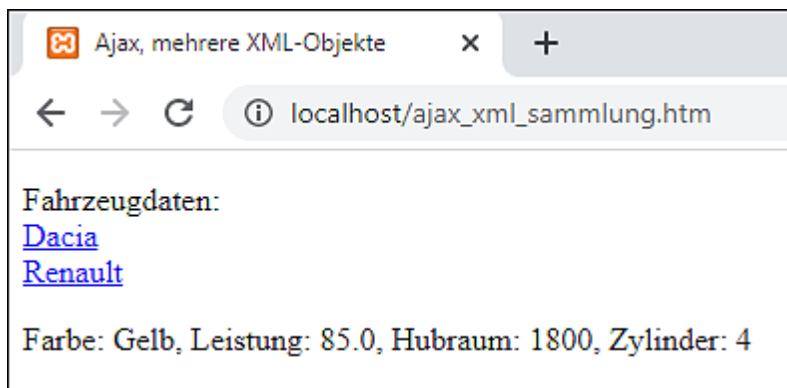 Ajax, mehrere XML-Objekte
localhost/ajax_xml_sammlung.htm
Fahrzeugdaten:
Dacia
Renault
Farbe: Gelb, Leistung: 85.0, Hubraum: 1800, Zylinder: 4